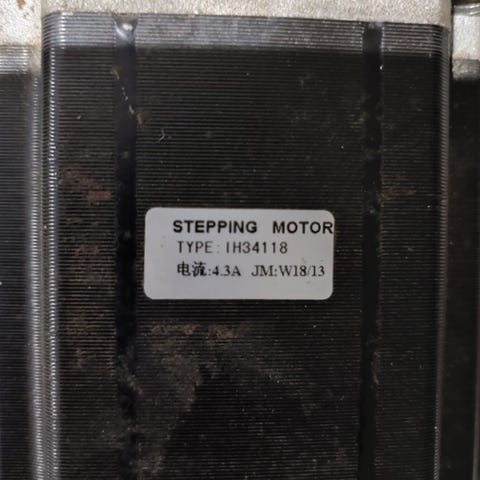 STEPPING MOTOR
TYPE: IH34118
电流:4.3A JM:W18/13